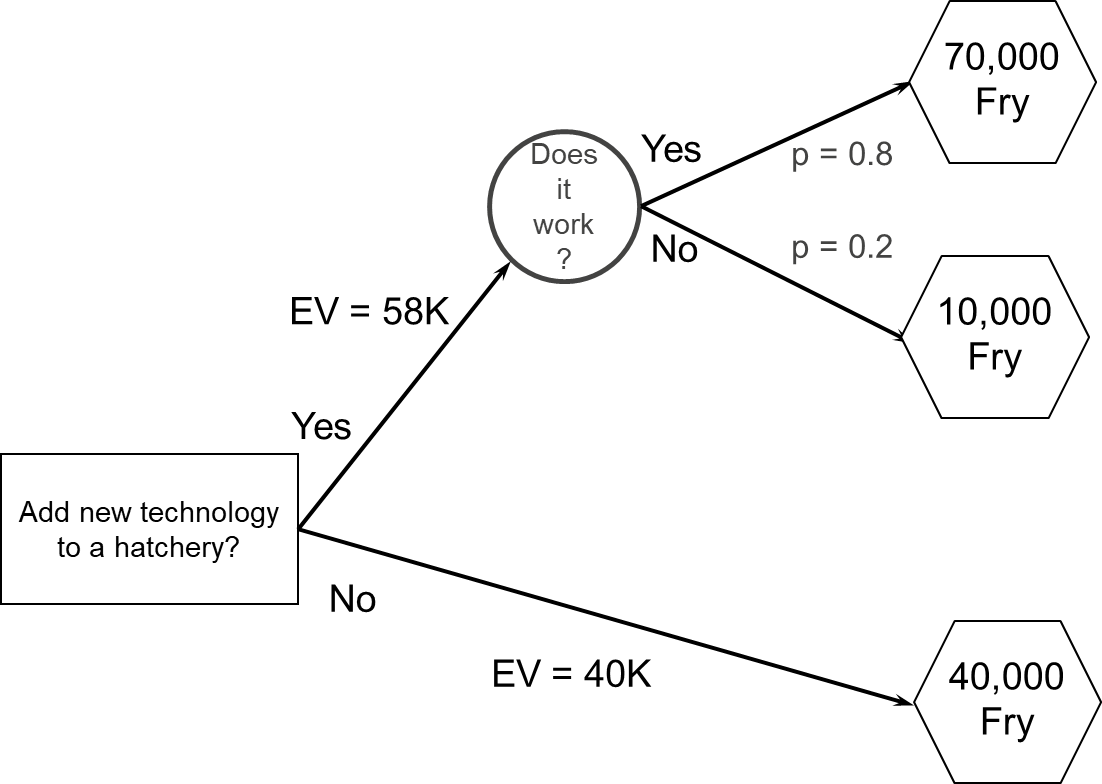 70,000
Fry
Yes
p = 0.8
Does
it
work
?
No
p = 0.2
10,000
Fry
EV = 58K
Yes
Add new technology
to a hatchery?
No
EV = 40K
40,000
Fry